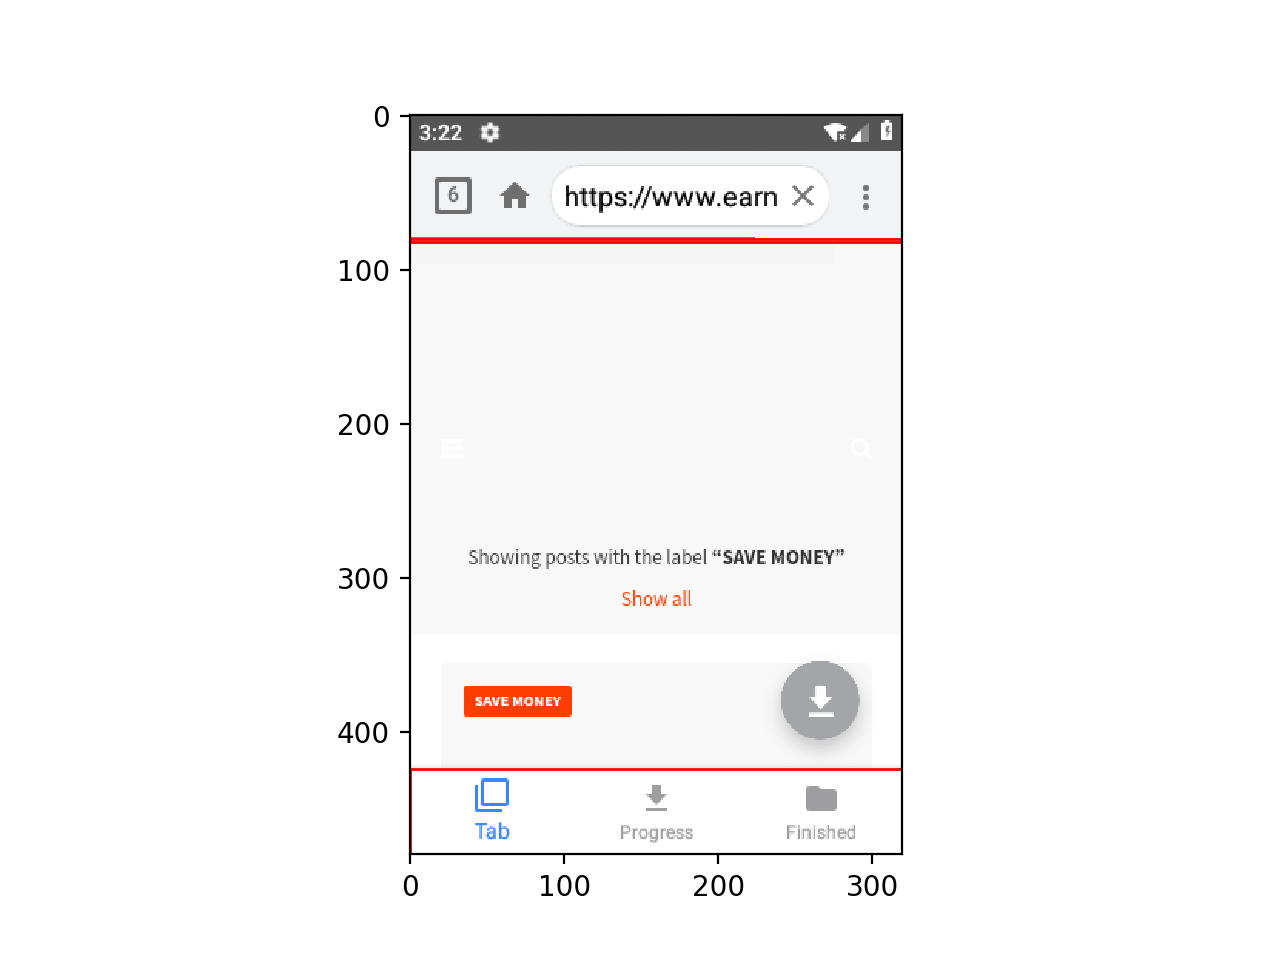 0
3:22
6
https://www.earn
100
200
Showing posts with the label “SAVE MONEY”
300
Show all
SAVE MONEY
400
Tab
Progress
Finished
0
100
200
300